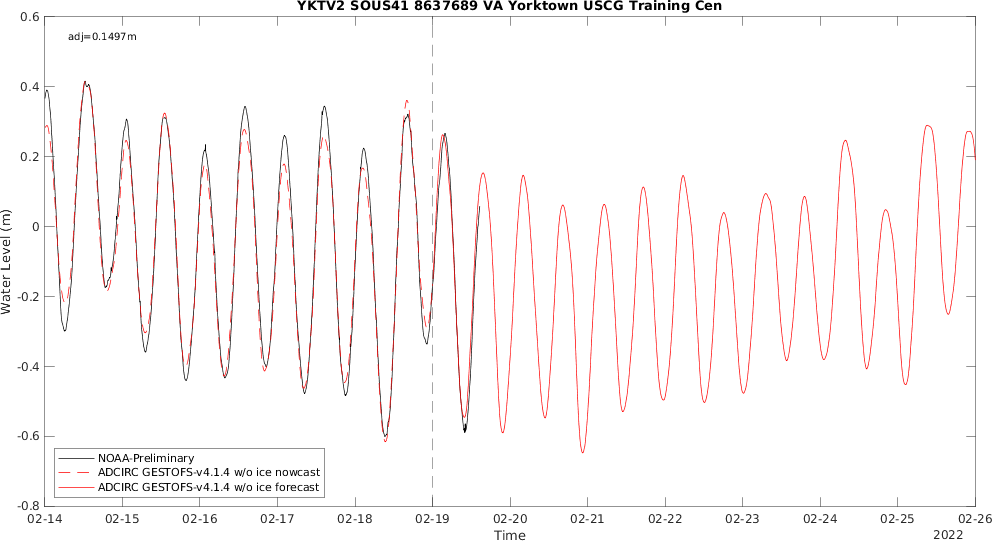 YKTV2 SOUS41 8637689 VA Yorktown USCG Training Cen
adj=0.1497m
0.6
0.4
0.2
0
-0.2
-0.4
-0.6
-0.8
Water Level (m)
NOAA-Preliminary
ADCIRC GESTOFS-v4.1.4 w/o ice nowcast
ADCIRC GESTOFS-v4.1.4 w/o ice forecast
02-14 02-15 02-16 02-17 02-18 02-19 02-20 02-21 02-22 02-23 02-24 02-25 02-26
Time
2022